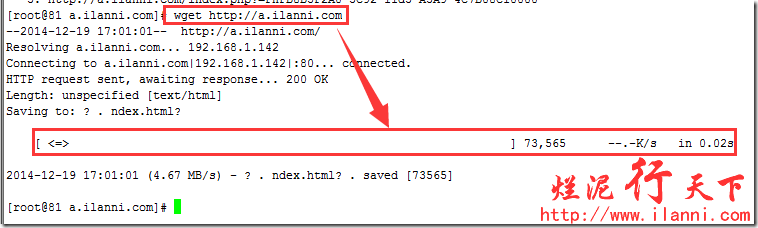 [root@81 a.ilanni.com]# wget http://a.ilanni.com
--2014-12-19 17:01:01--  http://a.ilanni.com/
Resolving a.ilanni.com... 192.168.1.142
Connecting to a.ilanni.com|192.168.1.142|:80... connected.
HTTP request sent, awaiting response... 200 OK
Length: unspecified [text/html]
Saving to: ? . ndex.html?
[ <=> ] 73,565 --.-K/s in 0.02s
2014-12-19 17:01:01 (4.67 MB/s) - ? . ndex.html? . saved [73565]
[root@81 a.ilanni.com]#
烂泥行天下
http://www.ilanni.com